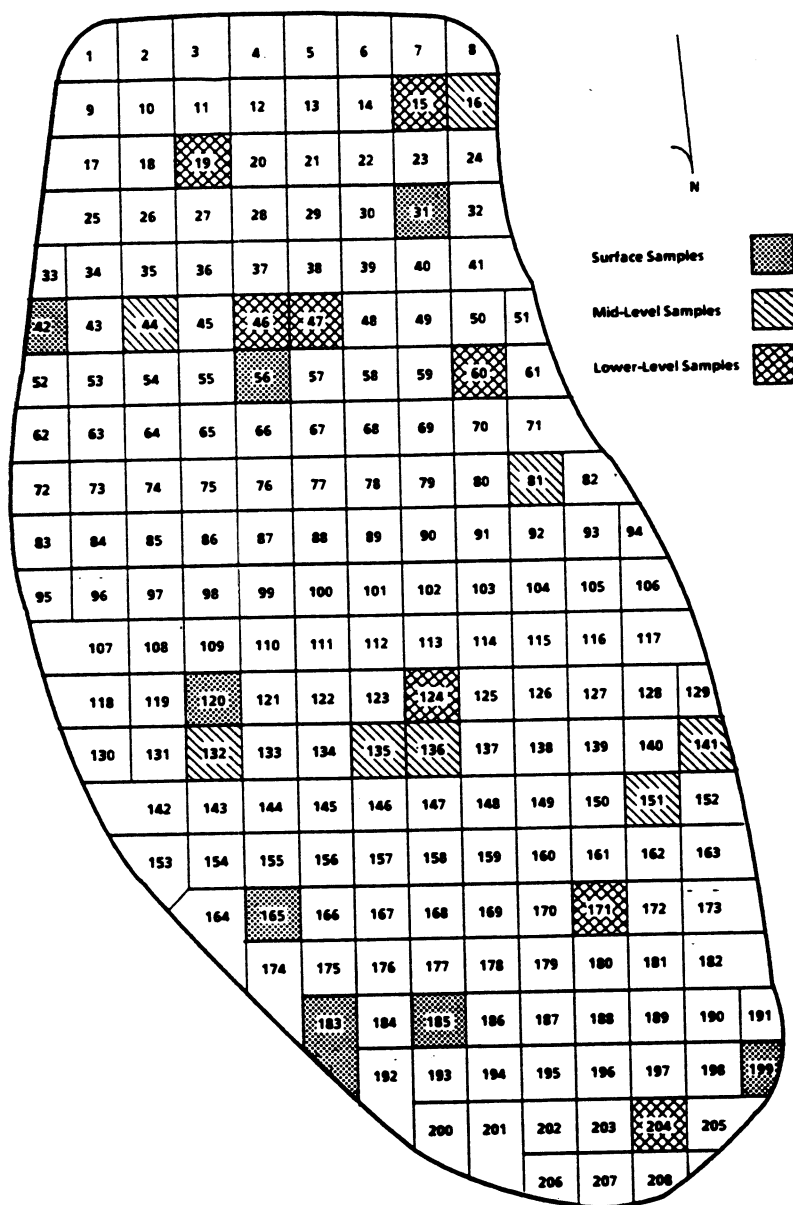 1 2 3 4 5 6 7 8
9 10 11 12 13 14 15 16
17 18 19 20 21 22 23 24
N
25 26 27 28 29 30 31 32
Surface Samples
33 34 35 36 37 38 39 40 41
Mid-Level Samples
42 43 44 45 46 47 48 49 50 51
Lower-Level Samples
52 53 54 55 56 57 58 59 60 61
62 63 64 65 66 67 68 69 70 71
72 73 74 75 76 77 78 79 80 81 82
83 84 85 86 87 88 89 90 91 92 93 94
95 96 97 98 99 100 101 102 103 104 105 106
107 108 109 110 111 112 113 114 115 116 117
118 119 120 121 122 123 124 125 126 127 128 129
130 131 132 133 134 135 136 137 138 139 140 141
142 143 144 145 146 147 148 149 150 151 152
153 154 155 156 157 158 159 160 161 162 163
164 165 166 167 168 169 170 171 172 173
174 175 176 177 178 179 180 181 182
183 184 185 186 187 188 189 190 191
192 193 194 195 196 197 198 199
200 201 202 203 204 205
206 207 208